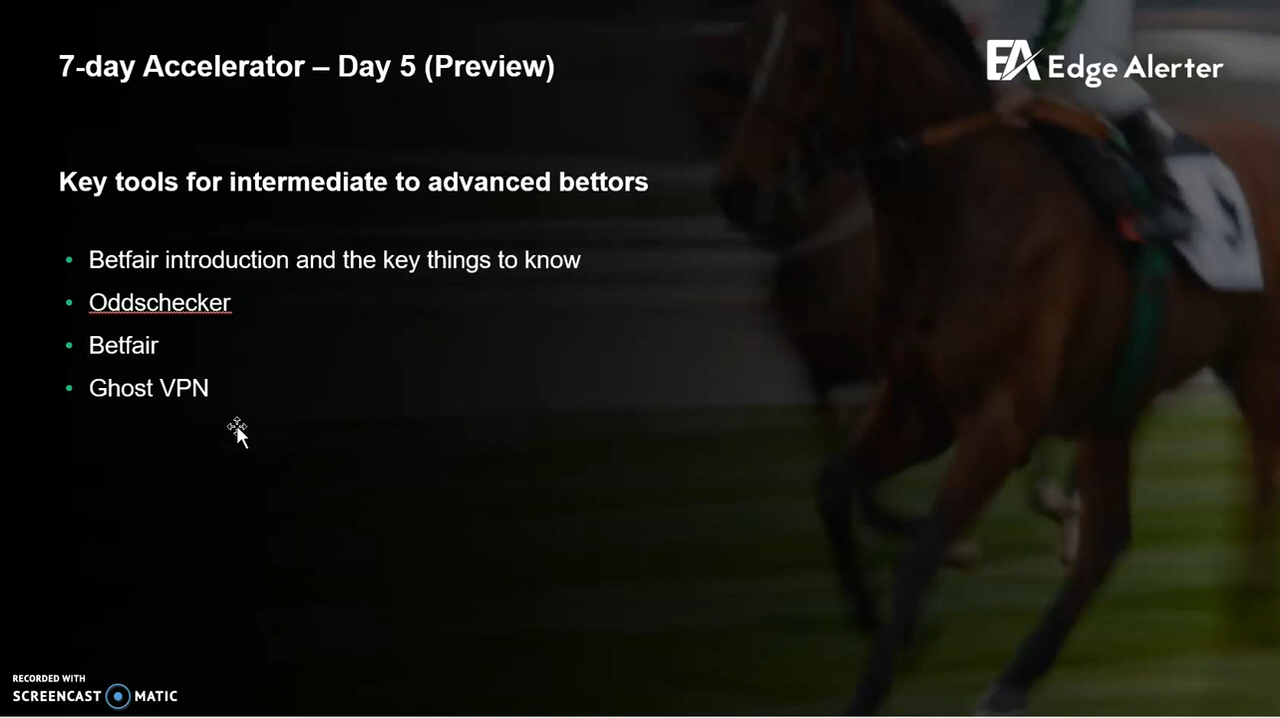 7-day Accelerator – Day 5 (Preview)
EA Edge Alerter
Key tools for intermediate to advanced bettors
• Betfair introduction and the key things to know
• Oddschecker
• Betfair
• Ghost VPN
RECORDED WITH
SCREENCAST MATIC